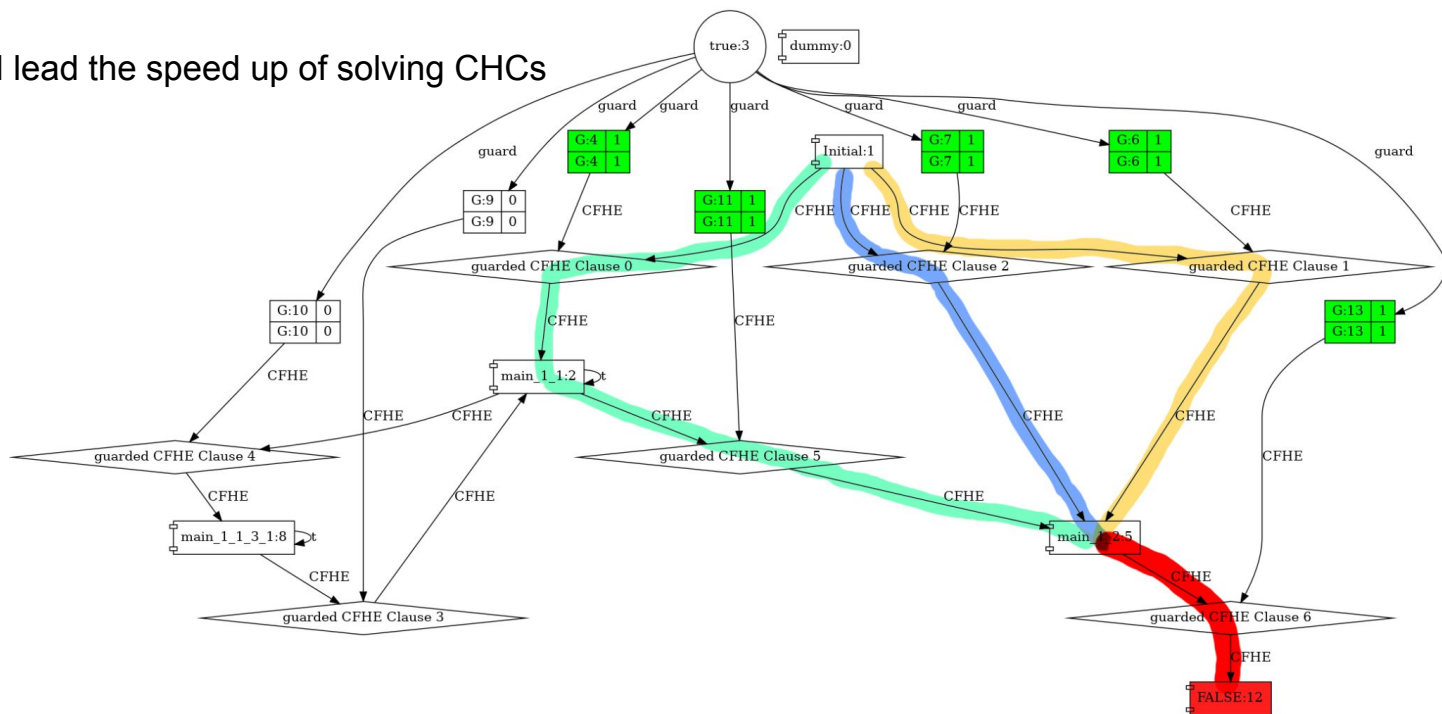 true:3
dummy:0
lead the speed up of solving CHCs
guard
guard
guard
guard
guard
guard
guard
G:4 1
G:4 1
Initial:1
G:7 1
G:7 1
G:6 1
G:6 1
G:9 0
G:9 0
G:11 1
G:11 1
CFHE
CFHE
CFHE
CFHE
CFHE
CFHE
guarded CFHE Clause 0
guarded CFHE Clause 2
guarded CFHE Clause 1
G:10 0
G:10 0
G:13 1
G:13 1
CFHE
CFHE
CFHE
main_1_1:2
t
CFHE
CFHE
CFHE
CFHE
CFHE
guarded CFHE Clause 4
guarded CFHE Clause 5
CFHE
CFHE
CFHE
CFHE
main_1_1_3_1:8
t
CFHE
CFHE
guarded CFHE Clause 3
guarded CFHE Clause 6
CFHE
FALSE:12